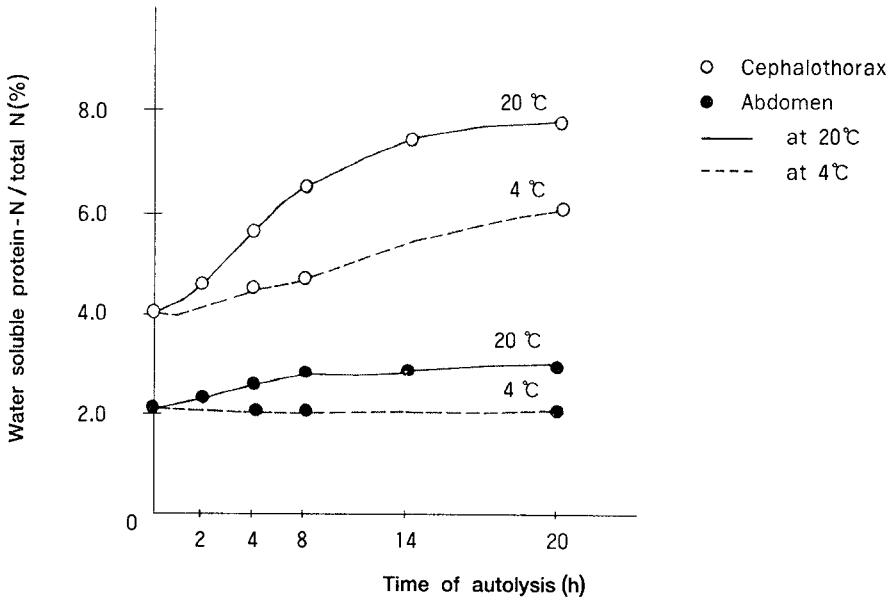 Water soluble protein-N/total N(%)
8.0
6.0
4.0
2.0
0
20 ℃
4 ℃
20 ℃
4 ℃
2 4 8 14 20
Time of autolysis (h)
Cephalothorax
Abdomen
at 20℃
at 4℃